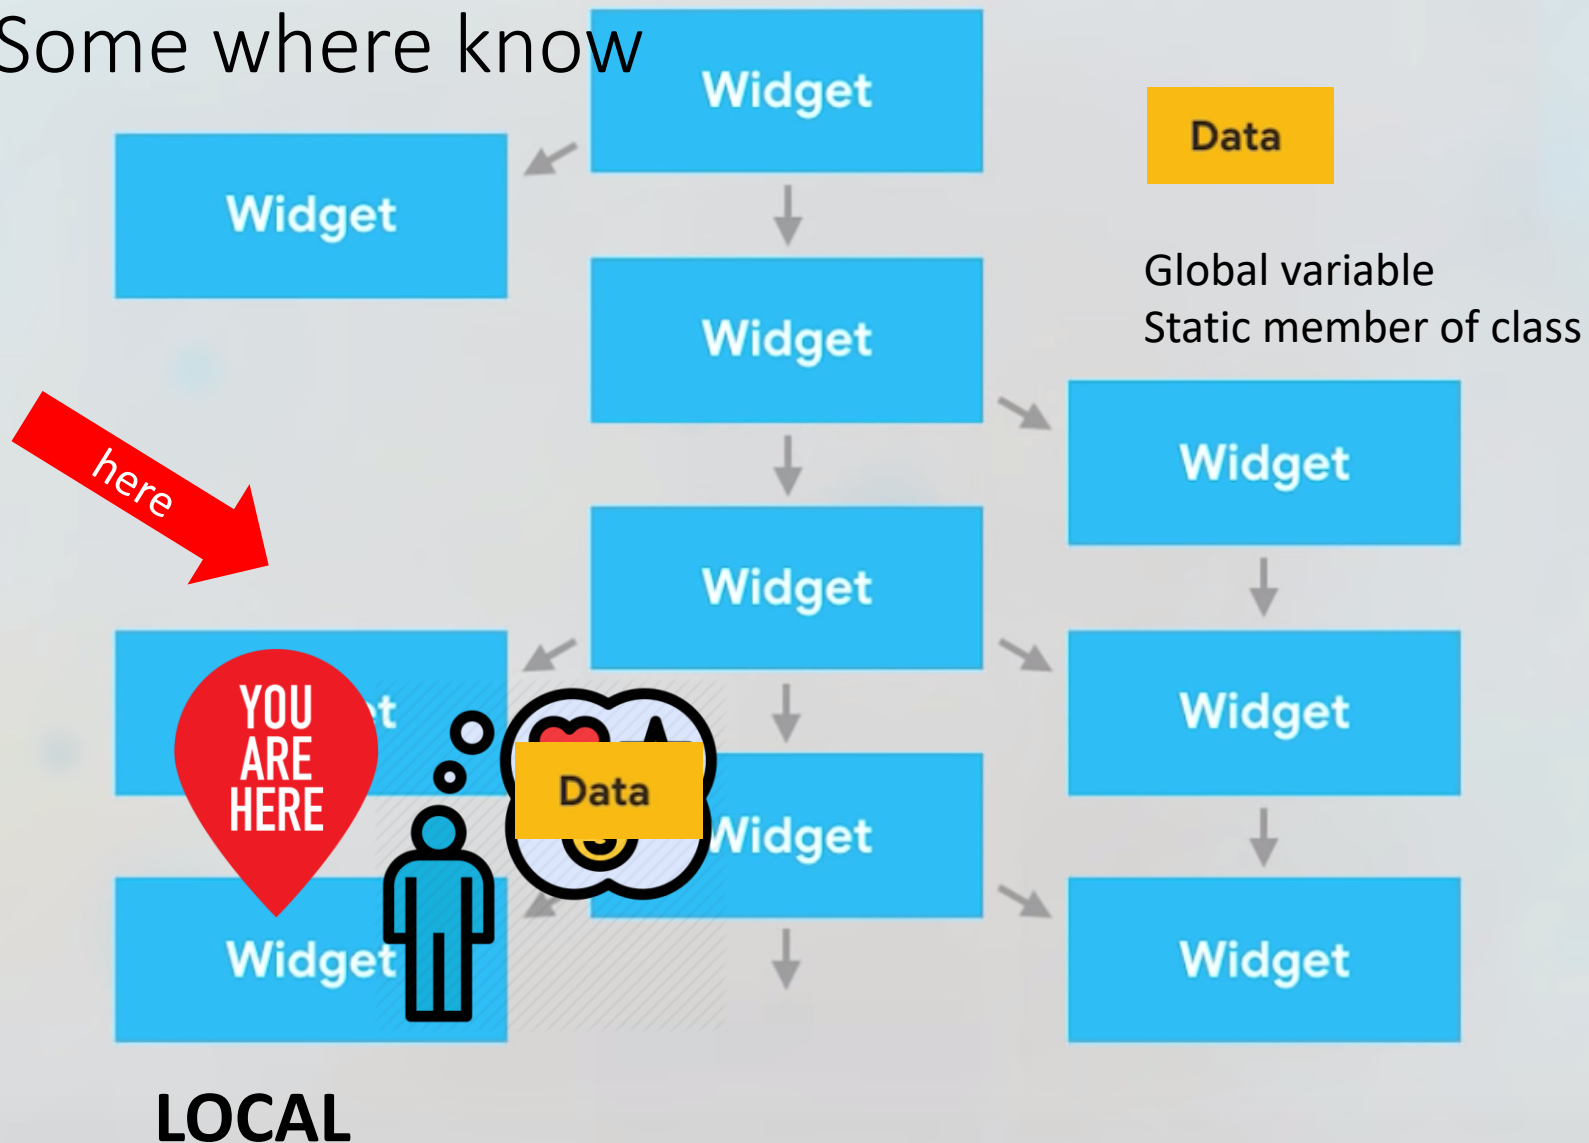 Some where know
Widget
Data
Widget
Global variable
Static member of class
Widget
Widget
here
Widget
YOU
ARE
HERE
et
Widget
Data
Widget
Widget
Widget
LOCAL